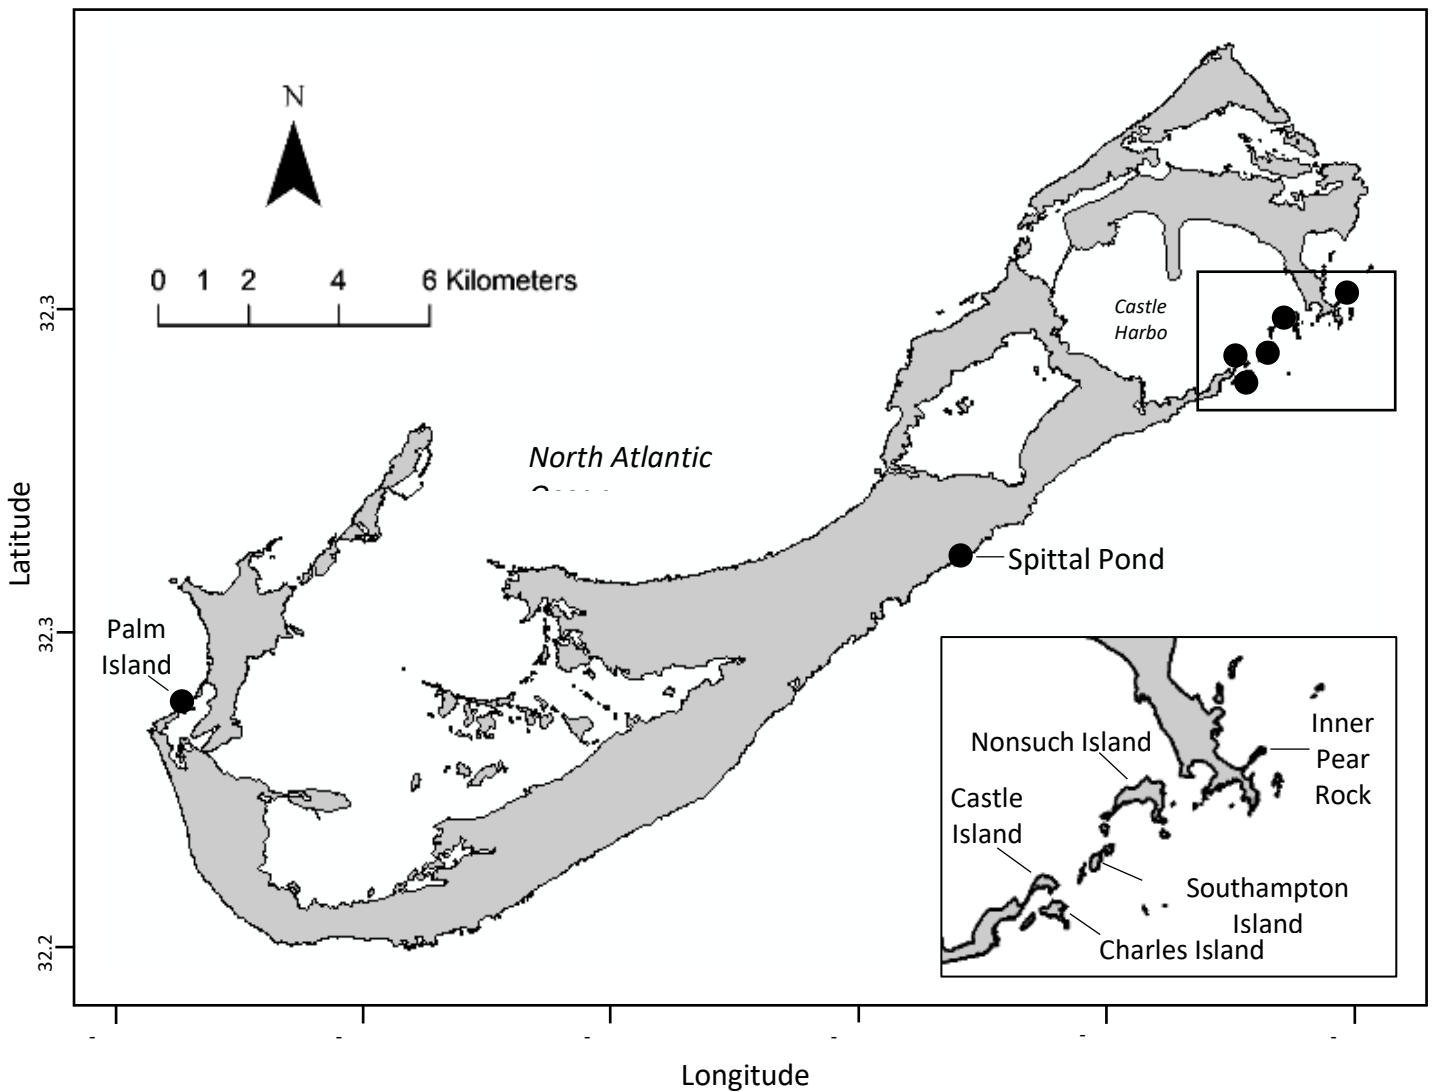 N
0 1 2 4 6 Kilometers
32.3
Castle
Harbo
North Atlantic
Spittal Pond
Latitude
32.3
Palm
Island
Inner
Pear
Rock
Nonsuch Island
Castle
Island
Southampton
Island
Charles Island
32.2
- - - - - -
Longitude